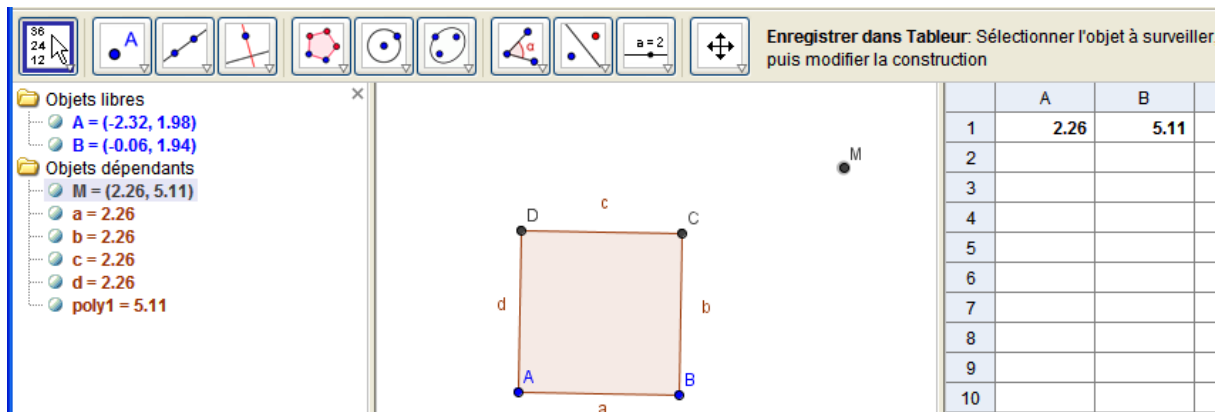 36
24
12
A
α
a=2
Enregistrer dans Tableur: Sélectionner l'objet à surveiller
puis modifier la construction
Objets libres
A = (-2.32, 1.98)
B = (-0.06, 1.94)
Objets dépendants
M = (2.26, 5.11)
a = 2.26
b = 2.26
c = 2.26
d = 2.26
poly1 = 5.11
M
c
D
C
d
b
A
B
a
A B
1 2.26 5.11
2
3
4
5
6
7
8
9
10